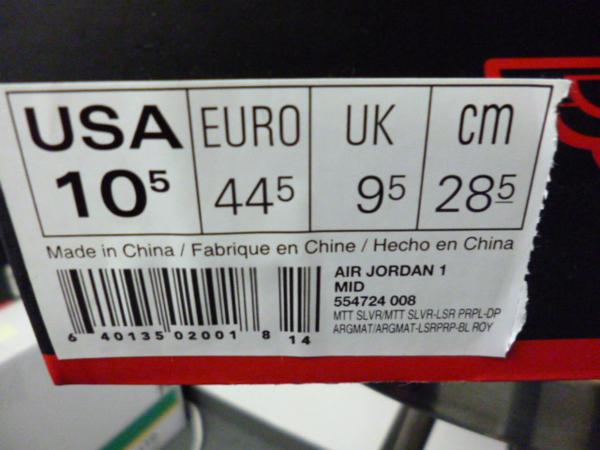 USA EURO UK cm
10⁵ 44⁵ 9⁵ 28⁵
Made in China / Fabrique en Chine / Hecho en China
AIR JORDAN 1
MID
554724 008
MTT SLVR/MTT SLVR-LSR PRPL-DP
ARGMAT/ARGMAT-LSRPRP-BL ROY
6 40135 02001 8 14